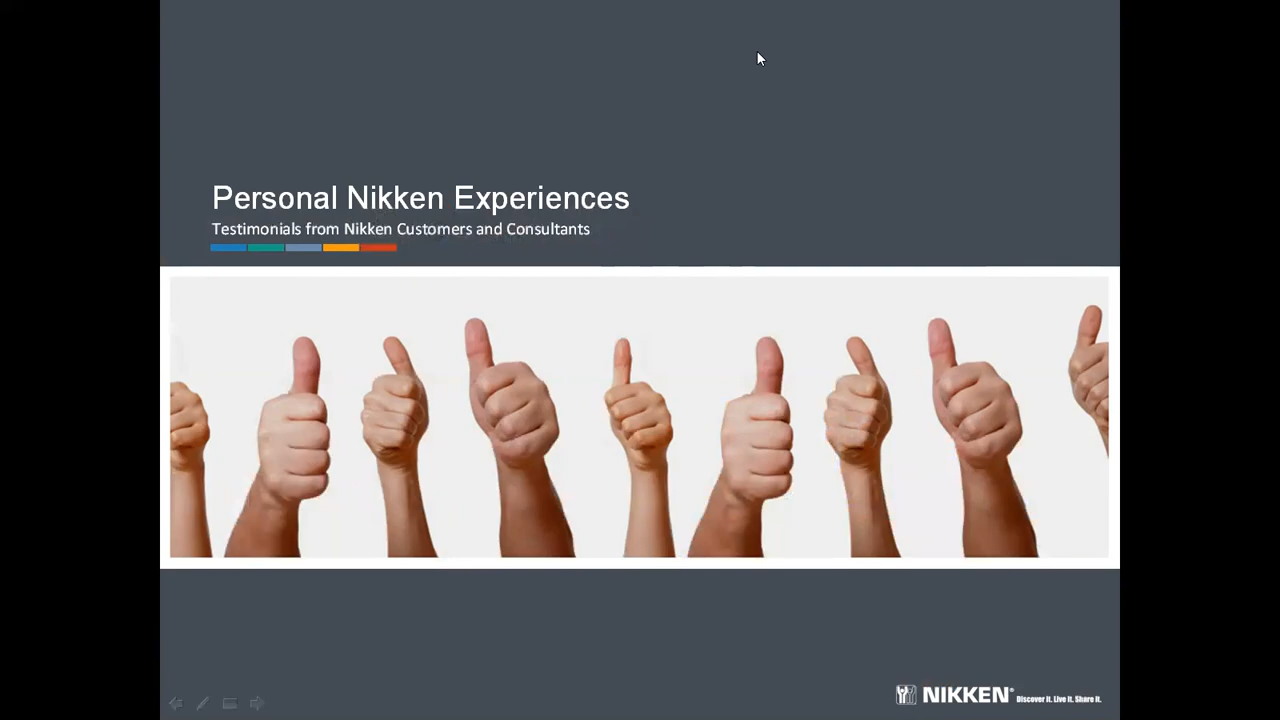 Personal Nikken Experiences
Testimonials from Nikken Customers and Consultants
NIKKEN® Discover it. Live it. Share it.